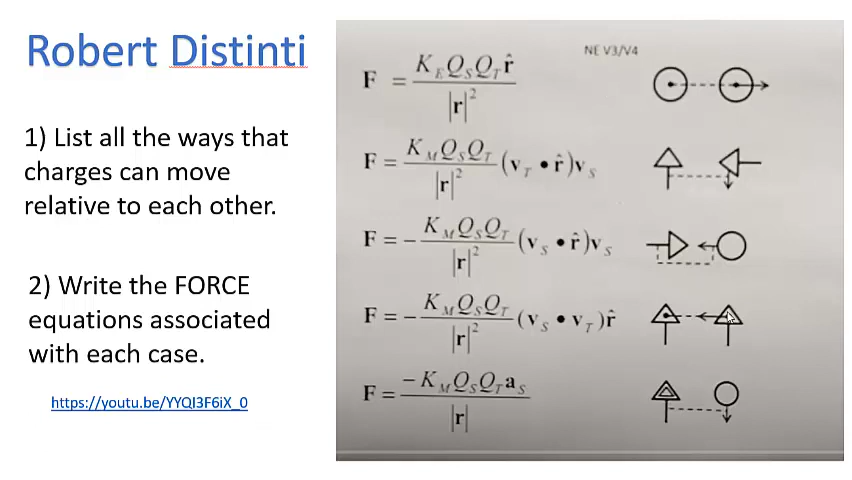 Robert Distinti
NE V3/V4
1) List all the ways that
charges can move
relative to each other.
2) Write the FORCE
equations associated
with each case.
https://youtu.be/YYQI3F6iX_0
F = K_E Q_S Q_T r̂ / |r|²
F = K_M Q_S Q_T / |r|² (v_T • r̂)v_S
F = − K_M Q_S Q_T / |r|² (v_S • r̂)v_S
F = − K_M Q_S Q_T / |r|² (v_S • v_T)r̂
F = −K_M Q_S Q_T a_S / |r|